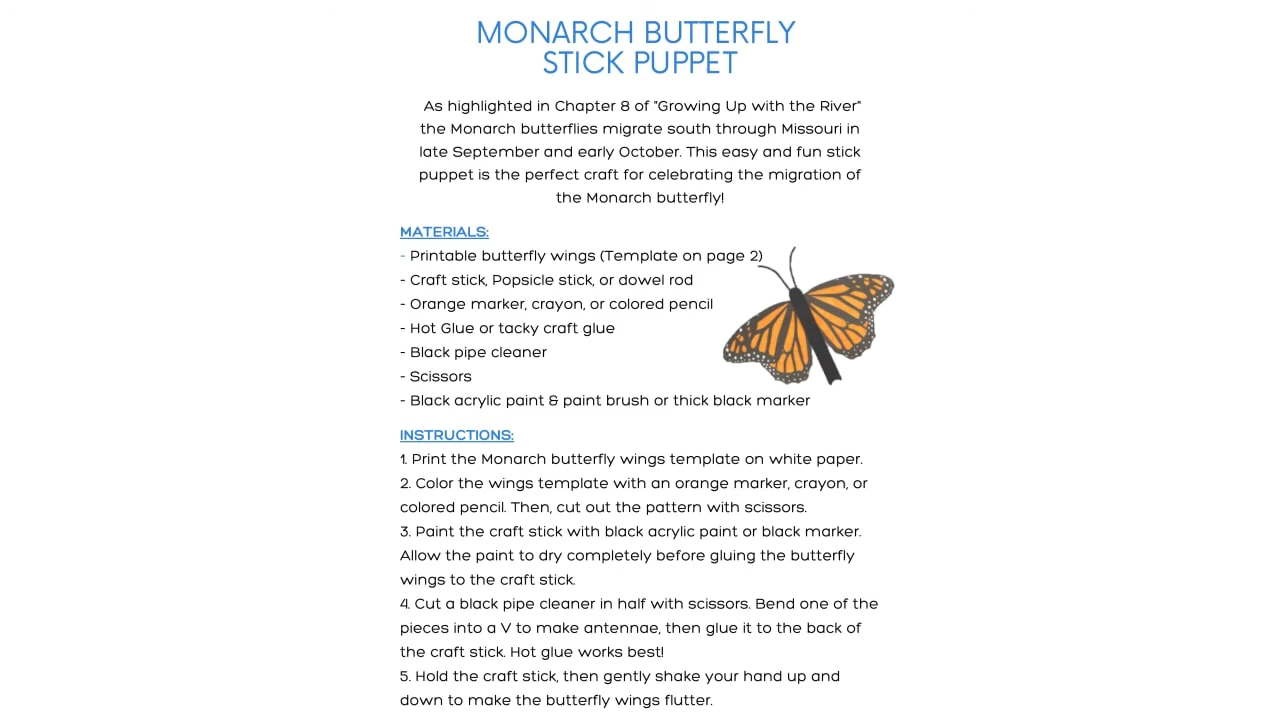 MONARCH BUTTERFLY
STICK PUPPET
As highlighted in Chapter 8 of "Growing Up with the River"
the Monarch butterflies migrate south through Missouri in
late September and early October. This easy and fun stick
puppet is the perfect craft for celebrating the migration of
the Monarch butterfly!
MATERIALS:
- Printable butterfly wings (Template on page 2)
- Craft stick, Popsicle stick, or dowel rod
- Orange marker, crayon, or colored pencil
- Hot Glue or tacky craft glue
- Black pipe cleaner
- Scissors
- Black acrylic paint & paint brush or thick black marker
INSTRUCTIONS:
1. Print the Monarch butterfly wings template on white paper.
2. Color the wings template with an orange marker, crayon, or
colored pencil. Then, cut out the pattern with scissors.
3. Paint the craft stick with black acrylic paint or black marker.
Allow the paint to dry completely before gluing the butterfly
wings to the craft stick.
4. Cut a black pipe cleaner in half with scissors. Bend one of the
pieces into a V to make antennae, then glue it to the back of
the craft stick. Hot glue works best!
5. Hold the craft stick, then gently shake your hand up and
down to make the butterfly wings flutter.